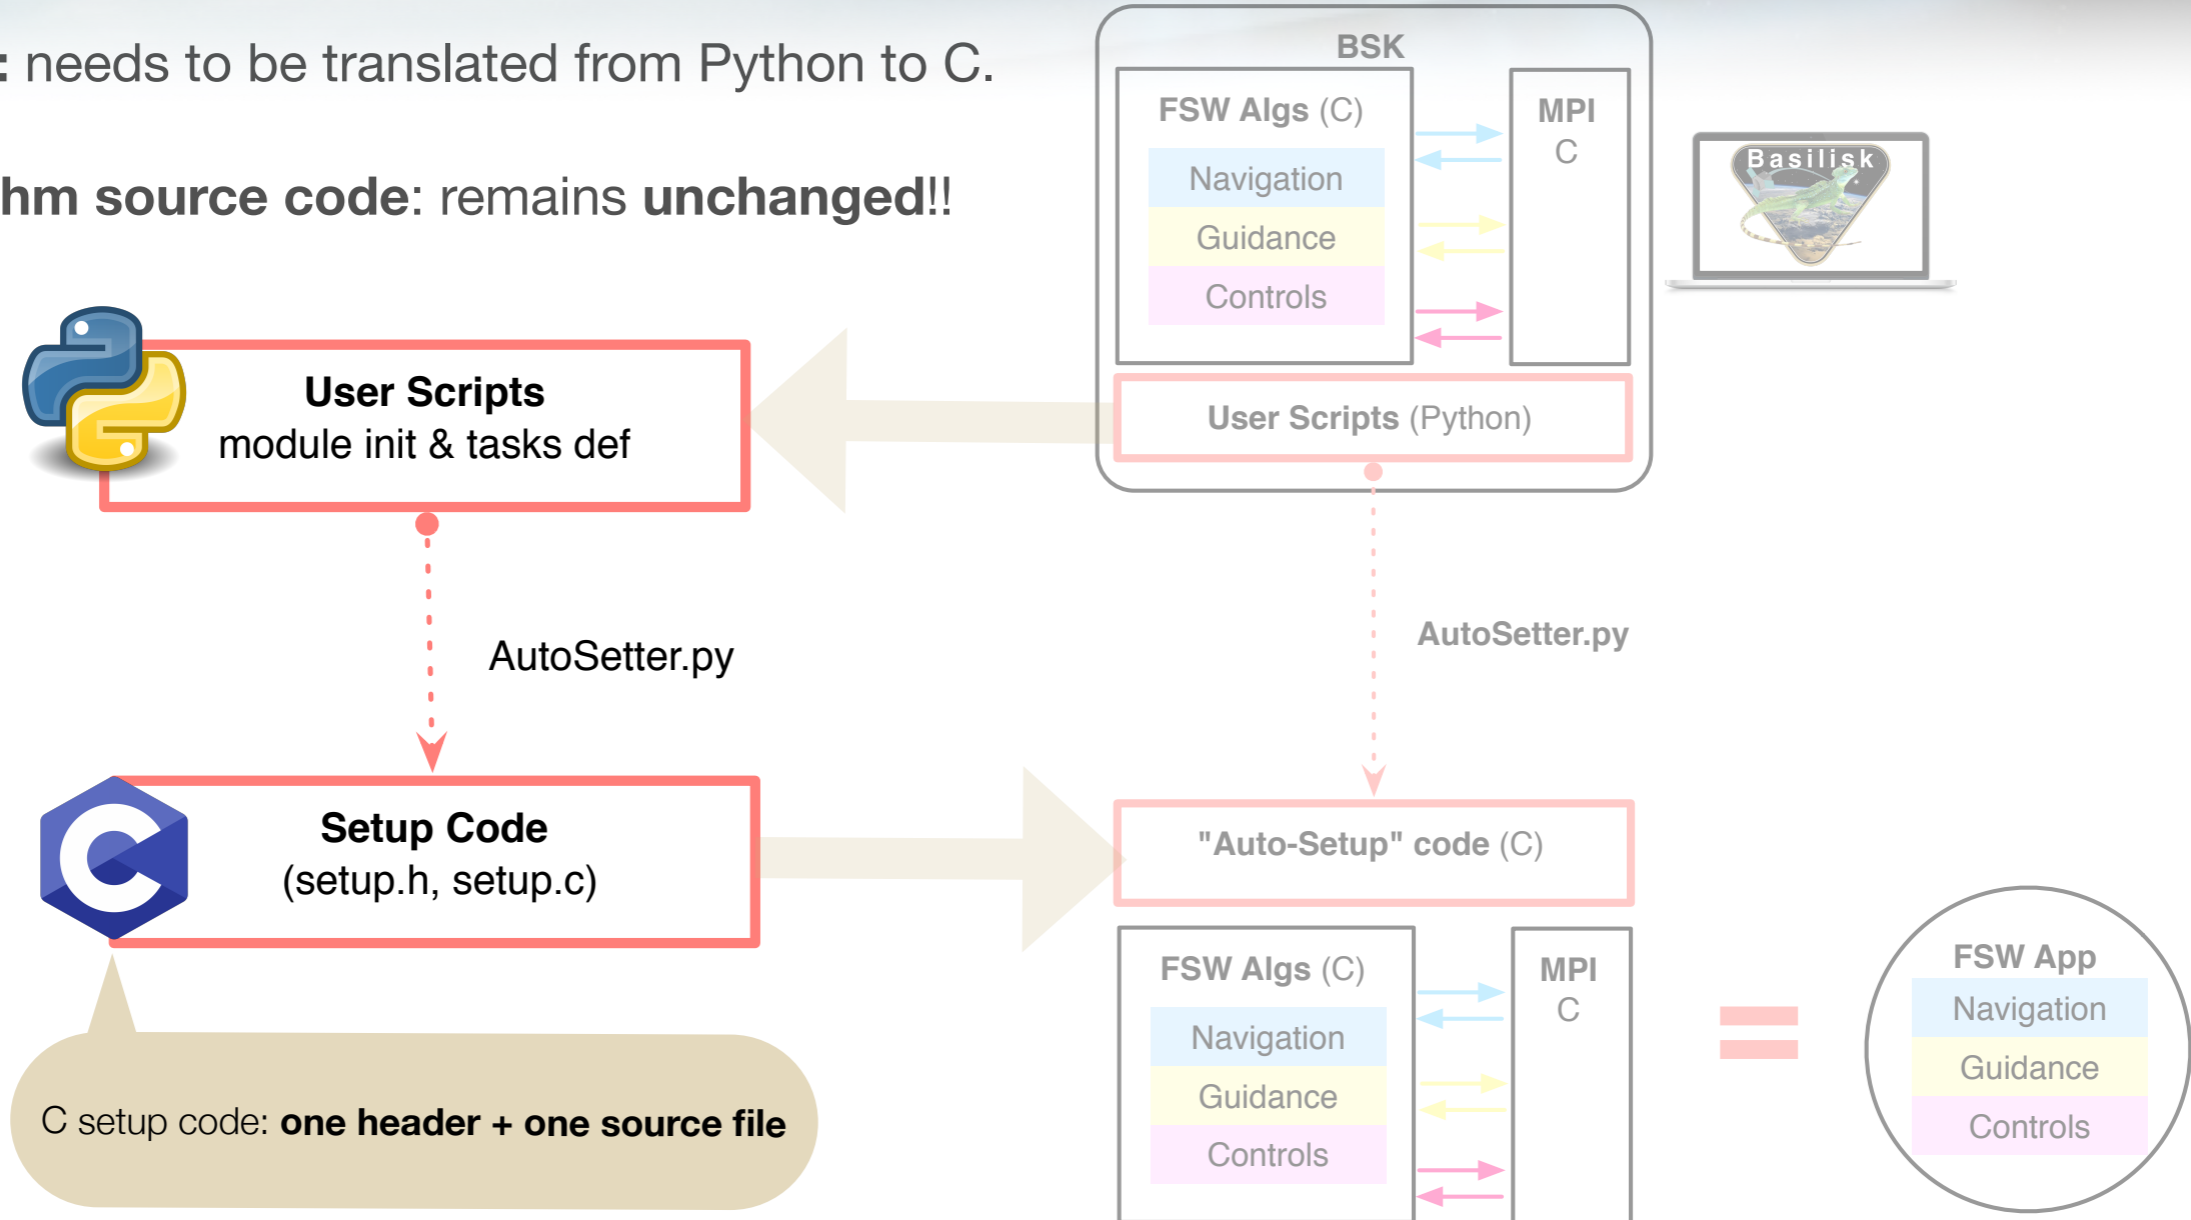 : needs to be translated from Python to C.
hm source code: remains unchanged!!
BSK
FSW Algs (C)
Navigation
Guidance
Controls
MPI
C
User Scripts (Python)
Basilisk
User Scripts
module init & tasks def
AutoSetter.py
AutoSetter.py
Setup Code
(setup.h, setup.c)
"Auto-Setup" code (C)
C setup code: one header + one source file
FSW Algs (C)
Navigation
Guidance
Controls
MPI
C
FSW App
Navigation
Guidance
Controls